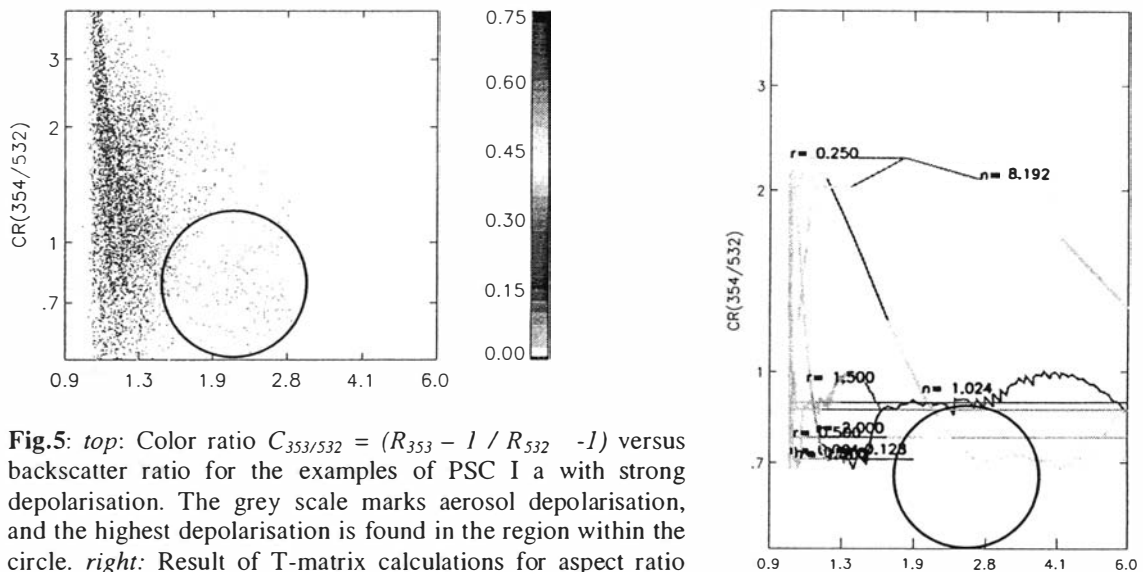 3
2
1
.7
CR(354/532)
0.9 1.3 1.9 2.8 4.1 6.0
0.75
0.60
0.45
0.30
0.15
0.00
Fig.5: top: Color ratio C353/532 = (R353 – 1 / R532 -1) versus
backscatter ratio for the examples of PSC I a with strong
depolarisation. The grey scale marks aerosol depolarisation,
and the highest depolarisation is found in the region within the
circle. right: Result of T-matrix calculations for aspect ratio
3
2
1
.7
CR(354/532)
r= 0.250
n= 8.192
r= 1.500
n= 1.024
2.000
0.9 1.3 1.9 2.8 4.1 6.0